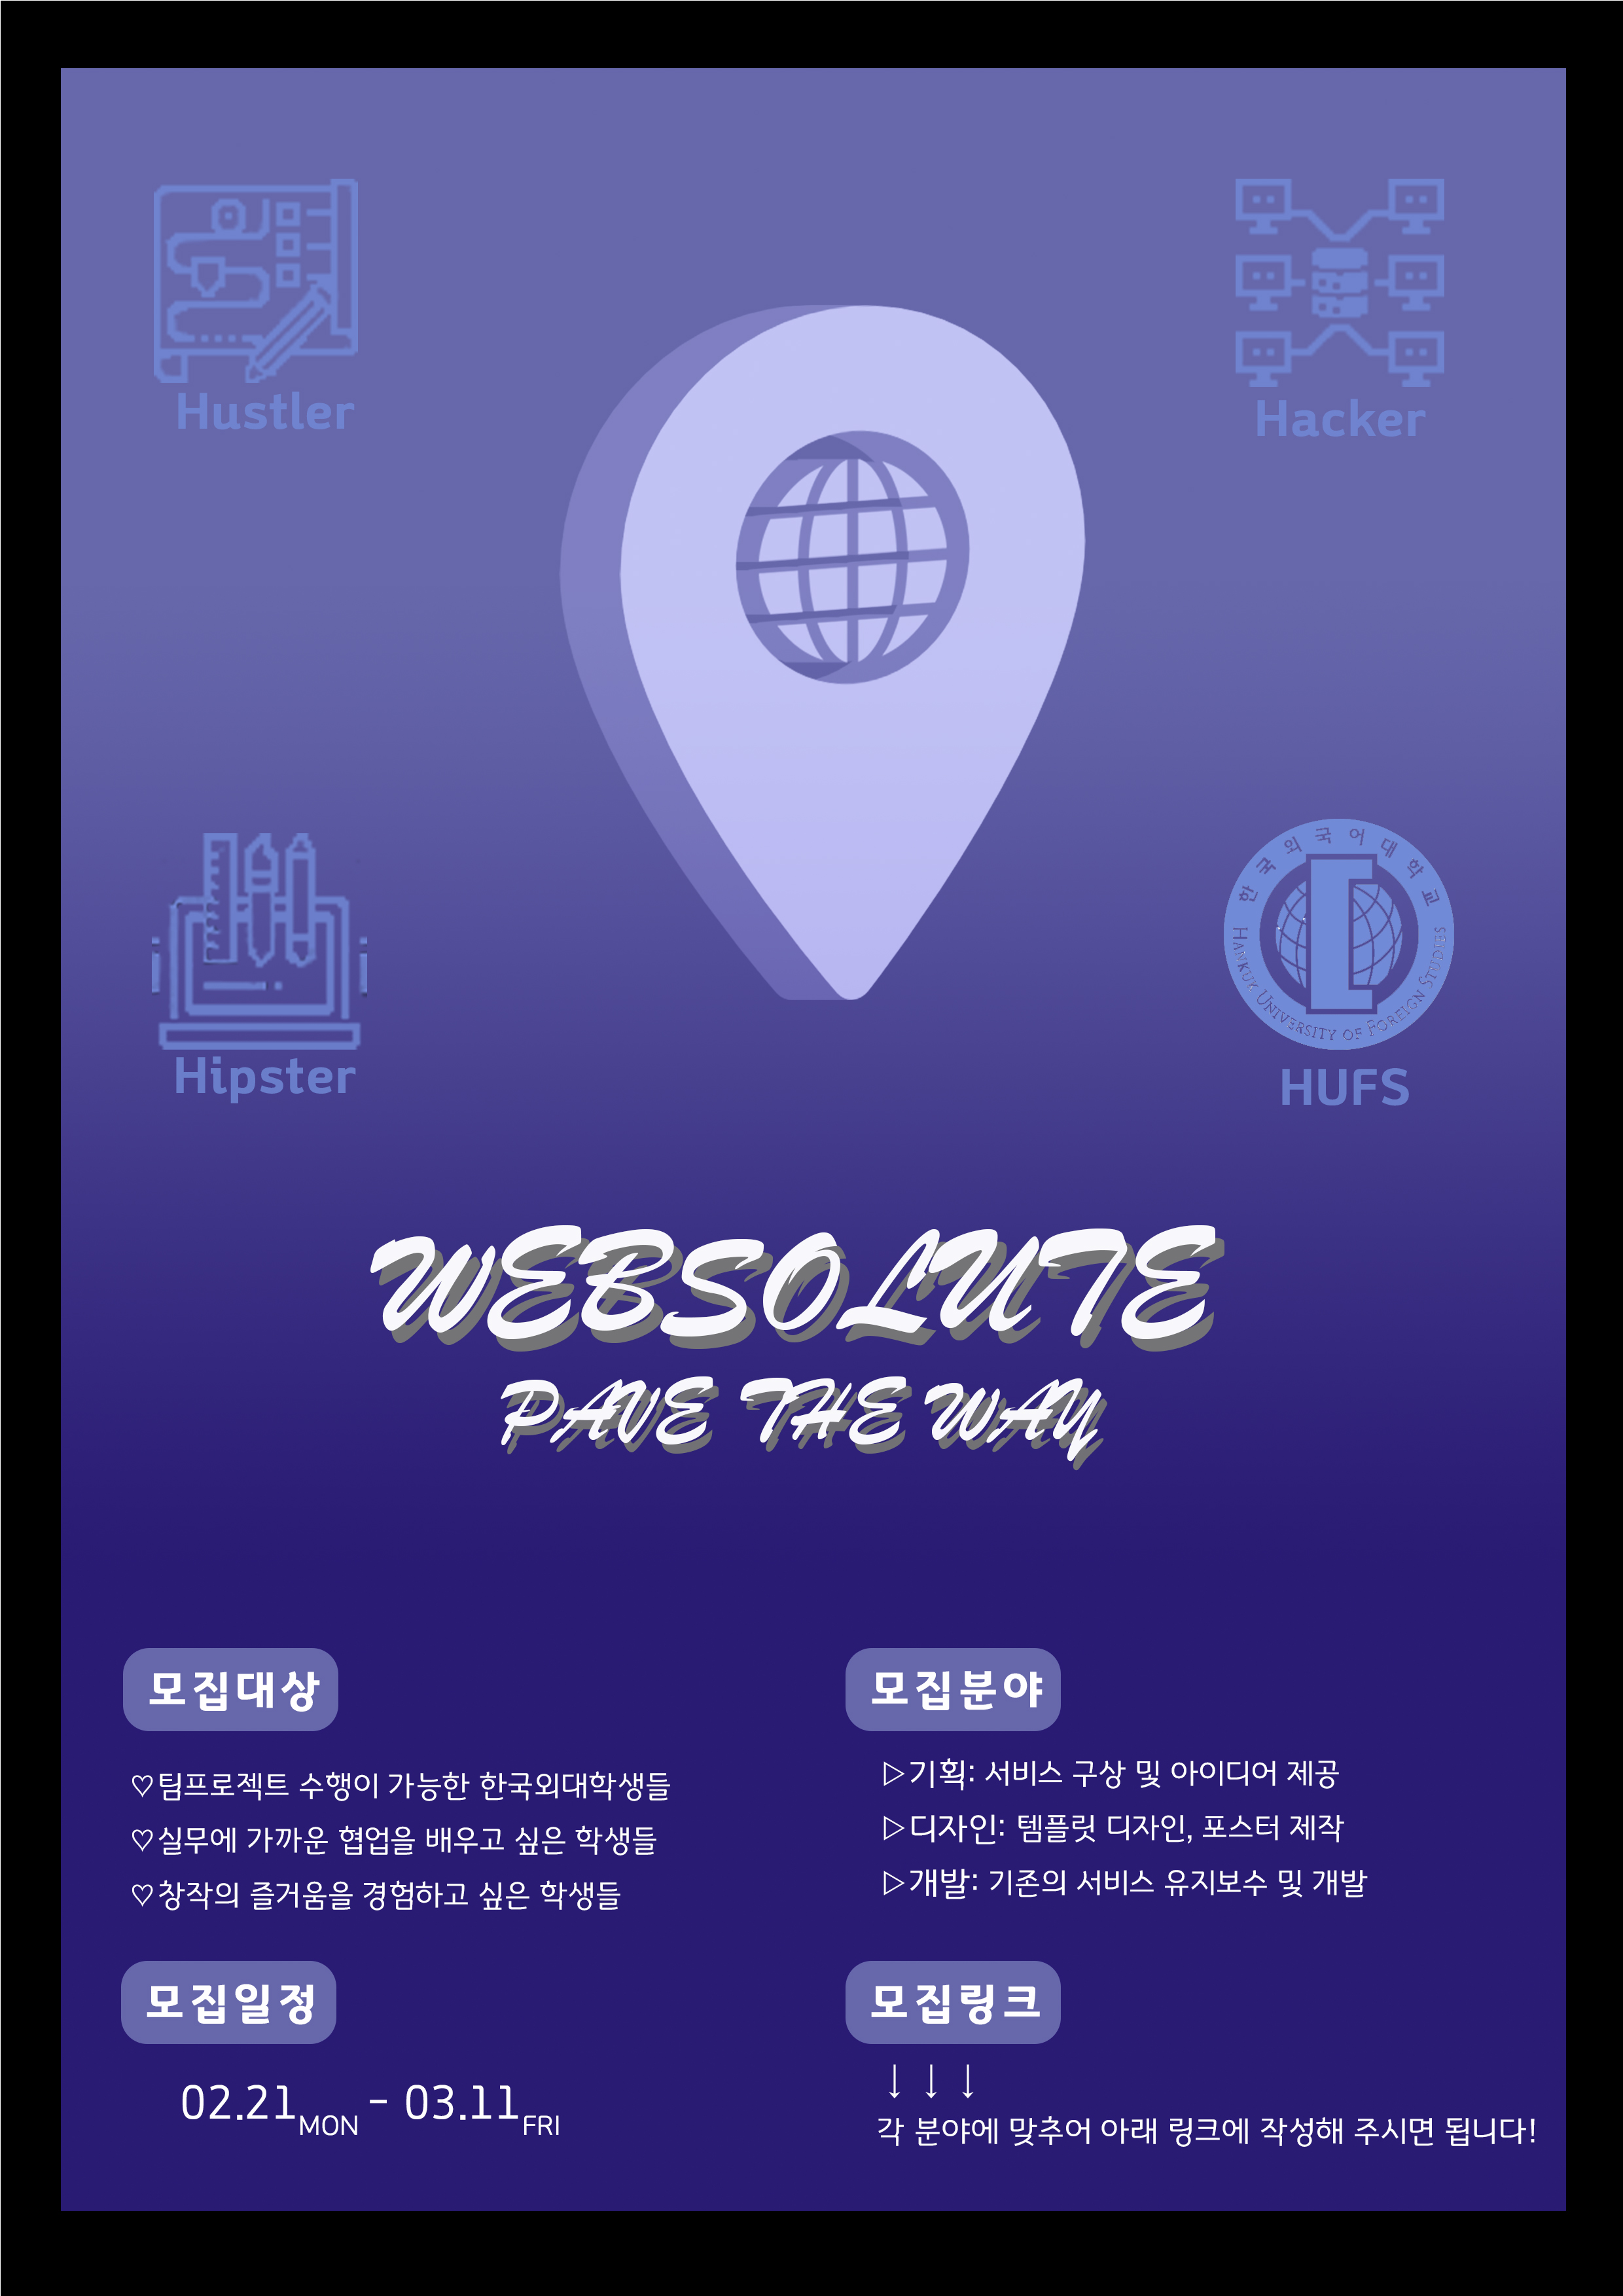 Hustler
Hacker
Hipster
한국외국어대학교
HANKUK UNIVERSITY OF FOREIGN STUDIES
HUFS
WEBSOLUTE
PAVE THE WAY
모집대상
♡팀프로젝트 수행이 가능한 한국외대학생들
♡실무에 가까운 협업을 배우고 싶은 학생들
♡창작의 즐거움을 경험하고 싶은 학생들
모집분야
▷기획: 서비스 구상 및 아이디어 제공
▷디자인: 템플릿 디자인, 포스터 제작
▷개발: 기존의 서비스 유지보수 및 개발
모집일정
02.21MON - 03.11FRI
모집링크
↓ ↓ ↓
각 분야에 맞추어 아래 링크에 작성해 주시면 됩니다!